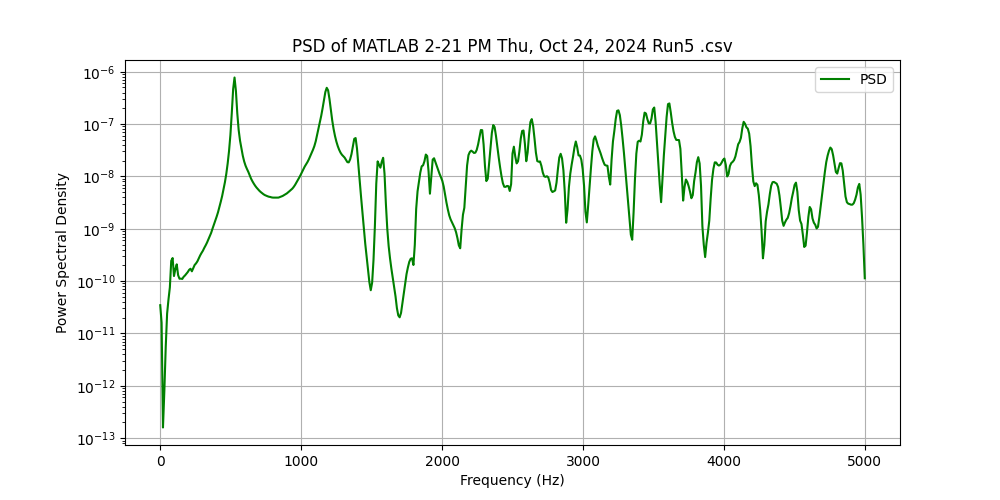 PSD of MATLAB 2-21 PM Thu, Oct 24, 2024 Run5 .csv
PSD
Power Spectral Density
10⁻⁶
10⁻⁷
10⁻⁸
10⁻⁹
10⁻¹⁰
10⁻¹¹
10⁻¹²
10⁻¹³
0 1000 2000 3000 4000 5000
Frequency (Hz)